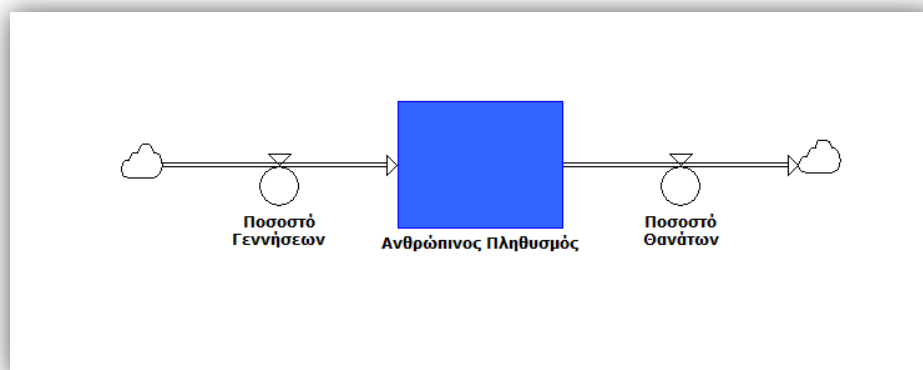 Ποσοστό
Γεννήσεων
Ανθρώπινος Πληθυσμός
Ποσοστό
Θανάτων